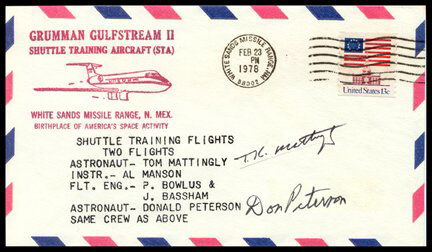 GRUMMAN GULFSTREAM II
SHUTTLE TRAINING AIRCRAFT (STA)
WHITE SANDS MISSILE RANGE, N. MEX.
BIRTHPLACE OF AMERICA'S SPACE ACTIVITY
WHITE SANDS MISSILE RANGE, NM
FEB 23
PM
1978
88002
United States 13c
SHUTTLE TRAINING FLIGHTS
TWO FLIGHTS
ASTRONAUT- TOM MATTINGLY
INSTR.- AL MANSON
FLT. ENG.- P. BOWLUS &
J. BASSHAM
ASTRONAUT- DONALD PETERSON
SAME CREW AS ABOVE
T.K. Mattingly
Don Peterson